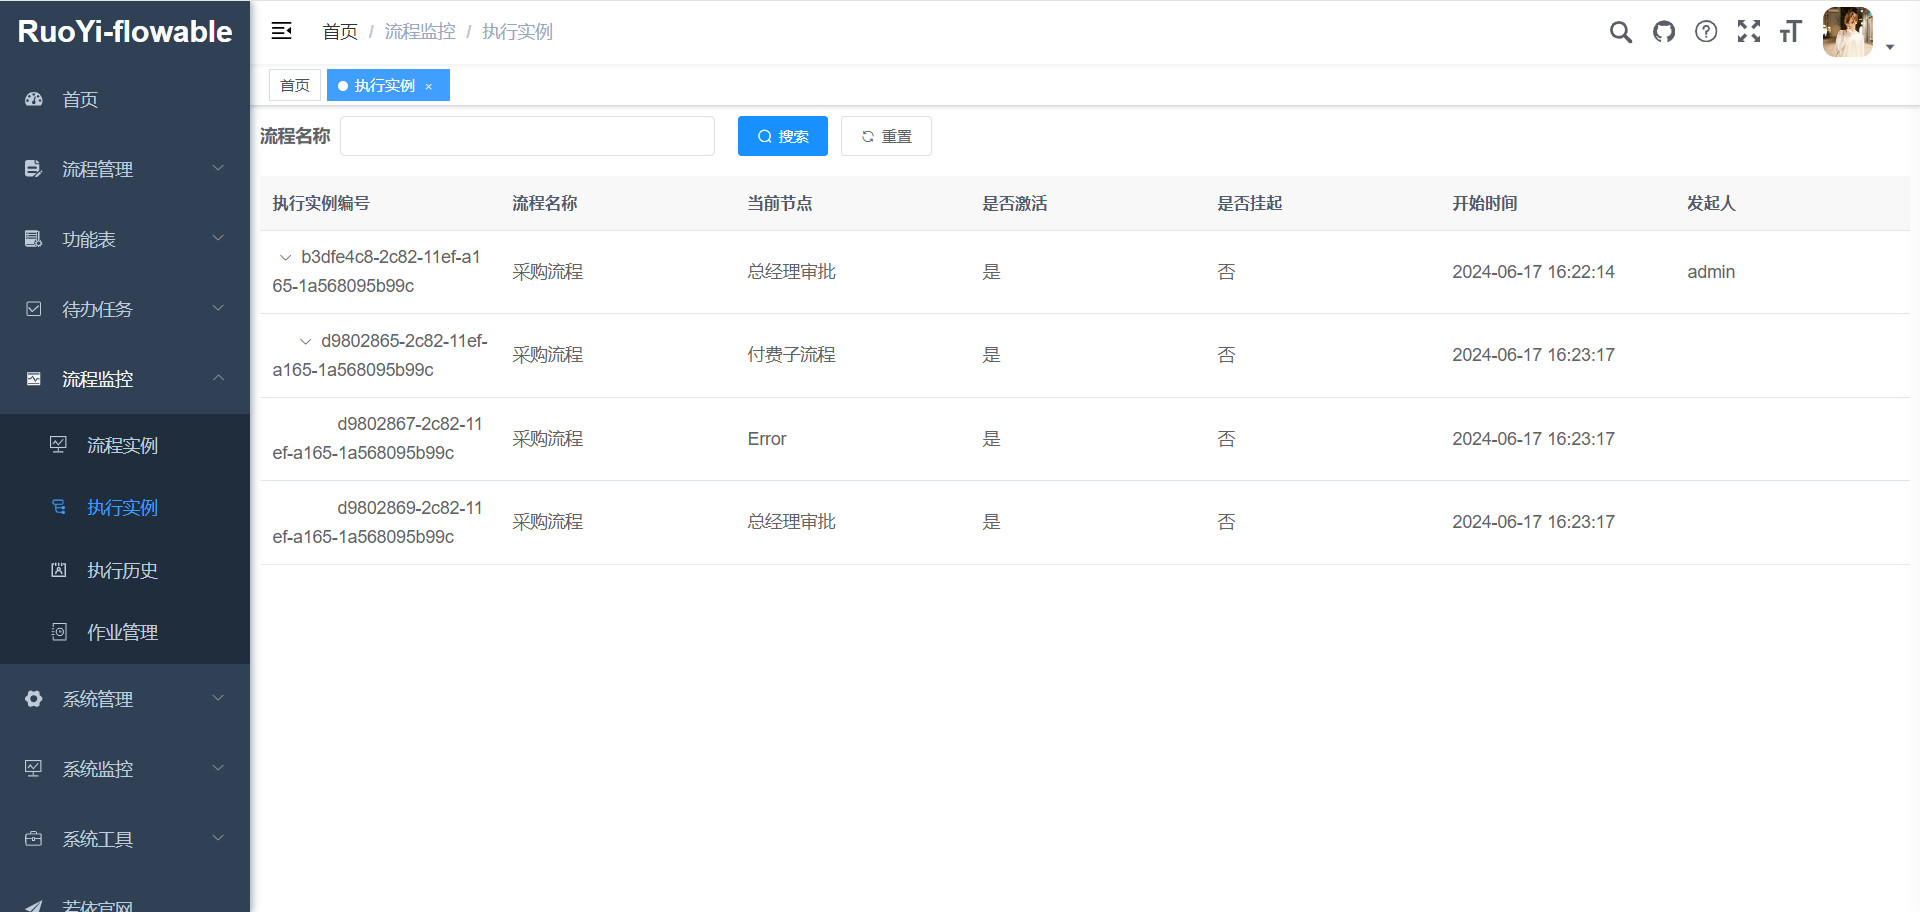 RuoYi-flowable
首页
流程管理
功能表
待办任务
流程监控
流程实例
执行实例
执行历史
作业管理
系统管理
系统监控
系统工具
若依官网
首页 / 流程监控 / 执行实例
首页 执行实例 ×
流程名称 搜索 重置
执行实例编号 流程名称 当前节点 是否激活 是否挂起 开始时间 发起人
b3dfe4c8-2c82-11ef-a1
65-1a568095b99c 采购流程 总经理审批 是 否 2024-06-17 16:22:14 admin
d9802865-2c82-11ef-
a165-1a568095b99c 采购流程 付费子流程 是 否 2024-06-17 16:23:17
d9802867-2c82-11
ef-a165-1a568095b99c 采购流程 Error 是 否 2024-06-17 16:23:17
d9802869-2c82-11
ef-a165-1a568095b99c 采购流程 总经理审批 是 否 2024-06-17 16:23:17